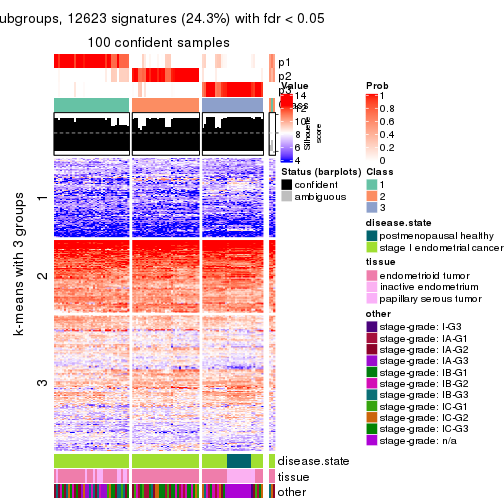 ubgroups, 12623 signatures (24.3%) with fdr < 0.05
100 confident samples
p1
p2
p3
Class
Silhouette
score
k-means with 3 groups
1
2
3
disease.state
tissue
other
Value
14
12
10
8
6
4
Prob
1
0.8
0.6
0.4
0.2
0
Status (barplots)
confident
ambiguous
Class
1
2
3
disease.state
postmenopausal healthy
stage I endometrial cancer
tissue
endometrioid tumor
inactive endometrium
papillary serous tumor
other
stage-grade: I-G3
stage-grade: IA-G1
stage-grade: IA-G2
stage-grade: IA-G3
stage-grade: IB-G1
stage-grade: IB-G2
stage-grade: IB-G3
stage-grade: IC-G1
stage-grade: IC-G2
stage-grade: IC-G3
stage-grade: n/a